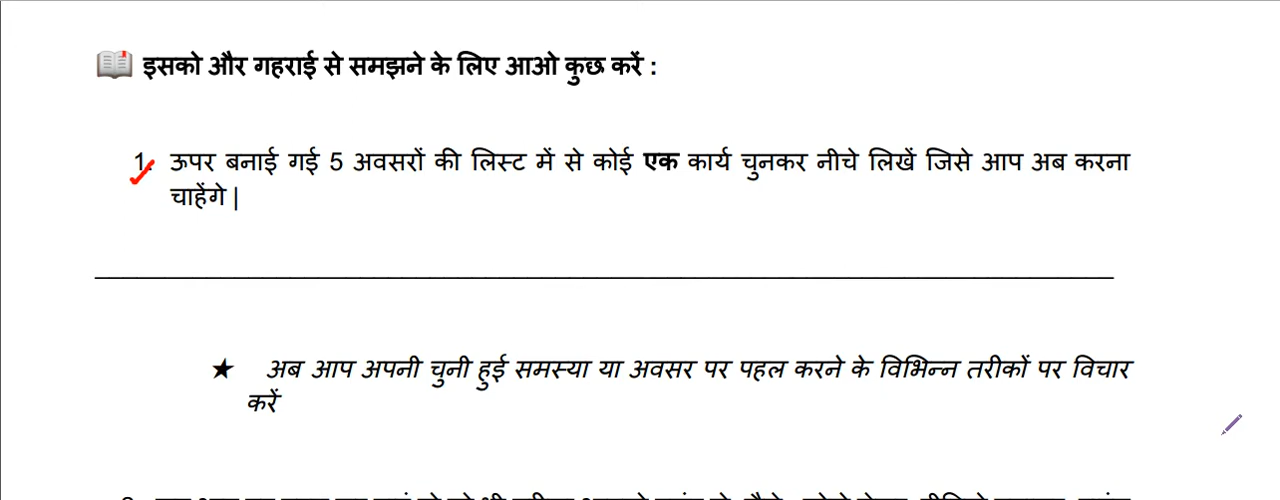 इसको और गहराई से समझने के लिए आओ कुछ करें :
1. ऊपर बनाई गई 5 अवसरों की लिस्ट में से कोई एक कार्य चुनकर नीचे लिखें जिसे आप अब करना
चाहेंगे |
★ अब आप अपनी चुनी हुई समस्या या अवसर पर पहल करने के विभिन्न तरीकों पर विचार
करें